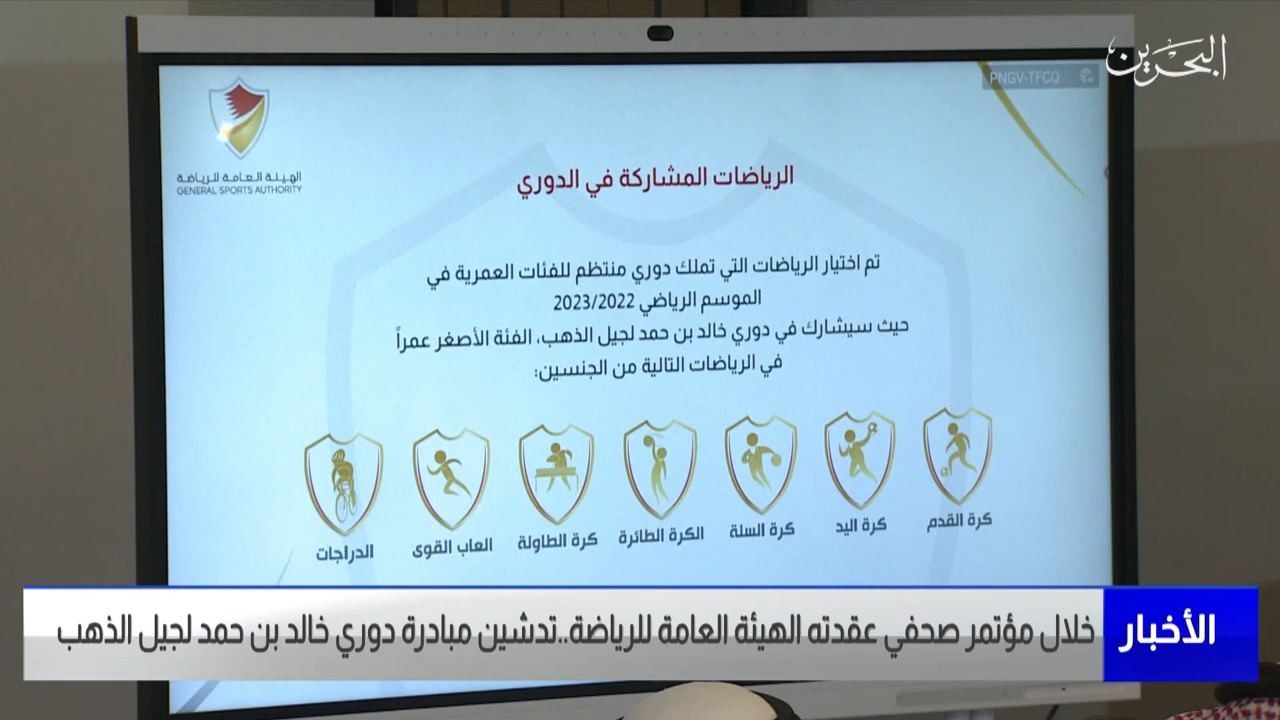 البحرين
PNGV-TFCQ
الهيئة العامة للرياضة
GENERAL SPORTS AUTHORITY
الرياضات المشاركة في الدوري
تم اختيار الرياضات التي تملك دوري منتظم للفئات العمرية في
الموسم الرياضي 2023/2022
حيث سيشارك في دوري خالد بن حمد لجيل الذهب، الفئة الأصغر عمراً
في الرياضات التالية من الجنسين:
كرة القدم
كرة اليد
كرة السلة
الكرة الطائرة
كرة الطاولة
العاب القوى
الدراجات
الأخبار
خلال مؤتمر صحفي عقدته الهيئة العامة للرياضة..تدشين مبادرة دوري خالد بن حمد لجيل الذهب